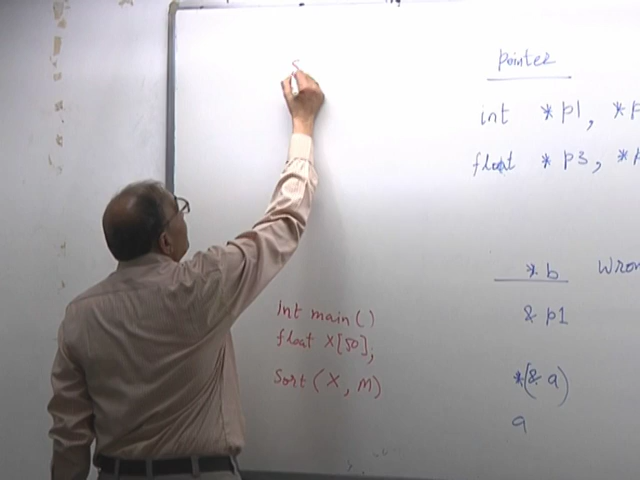 S
pointer
int *p1, *p
float *p3, *p
*b Wron
& p1
*(& a)
a
int main()
float X[50],
Sort (X, M)